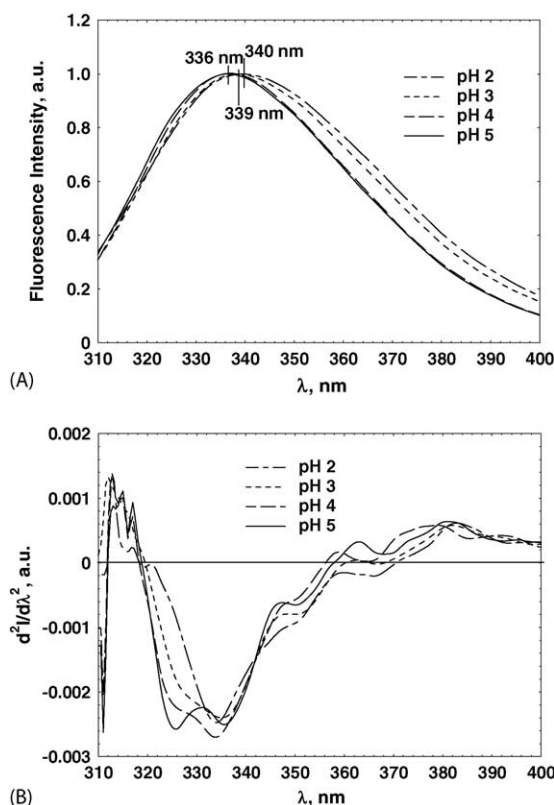 336 nm
340 nm
339 nm
pH 2
pH 3
pH 4
pH 5
Fluorescence Intensity, a.u.
1.2
1.0
0.8
0.6
0.4
0.2
0
310 320 330 340 350 360 370 380 390 400
λ, nm
(A)
pH 2
pH 3
pH 4
pH 5
d²I/dλ², a.u.
0.002
0.001
0
-0.001
-0.002
-0.003
310 320 330 340 350 360 370 380 390 400
λ, nm
(B)